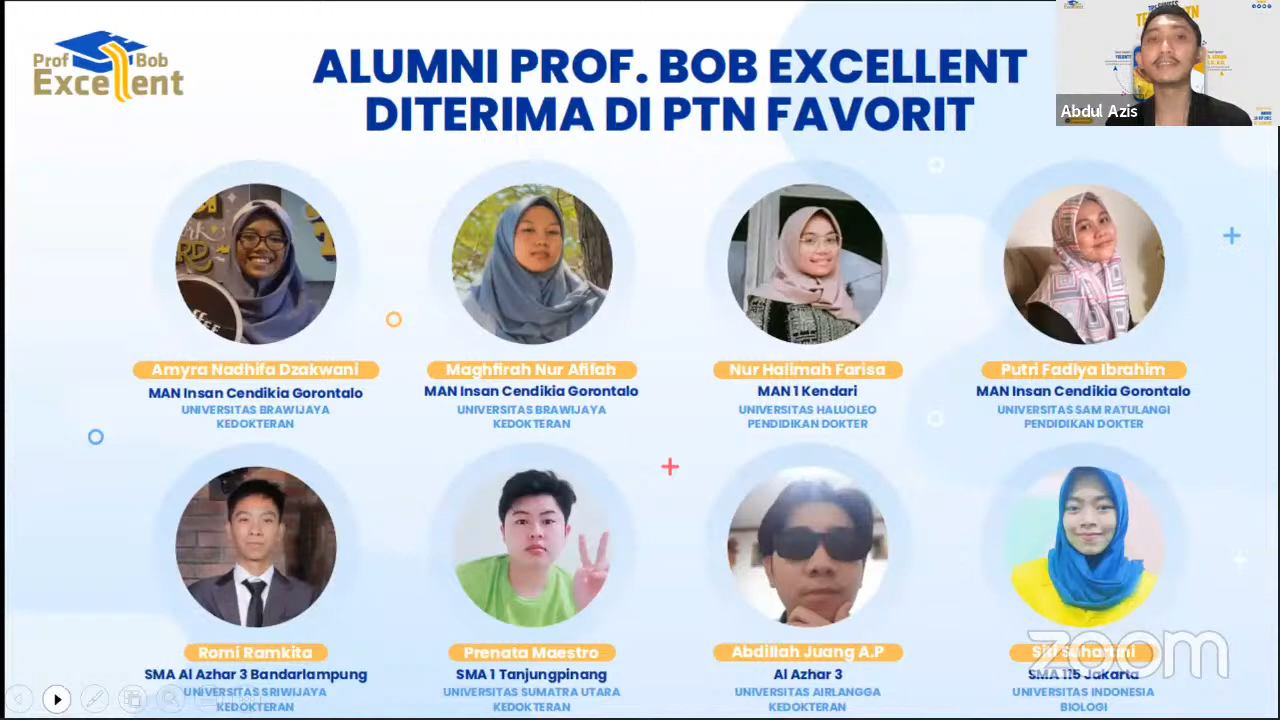 Prof Bob
Excellent
ALUMNI PROF. BOB EXCELLENT
DITERIMA DI PTN FAVORIT
Abdul Azis
Amyra Nadhifa Dzakwani
MAN Insan Cendikia Gorontalo
UNIVERSITAS BRAWIJAYA
KEDOKTERAN
Maghfirah Nur Afifah
MAN Insan Cendikia Gorontalo
UNIVERSITAS BRAWIJAYA
KEDOKTERAN
Nur Halimah Farisa
MAN 1 Kendari
UNIVERSITAS HALUOLEO
PENDIDIKAN DOKTER
Putri Fadlya Ibrahim
MAN Insan Cendikia Gorontalo
UNIVERSITAS SAM RATULANGI
PENDIDIKAN DOKTER
Romi Ramkita
SMA Al Azhar 3 Bandarlampung
UNIVERSITAS SRIWIJAYA
KEDOKTERAN
Prenata Maestro
SMA 1 Tanjungpinang
UNIVERSITAS SUMATRA UTARA
KEDOKTERAN
Abdillah Juang A.P
Al Azhar 3
UNIVERSITAS AIRLANGGA
KEDOKTERAN
Siti Suhartini
SMA 115 Jakarta
UNIVERSITAS INDONESIA
BIOLOGI
zoom